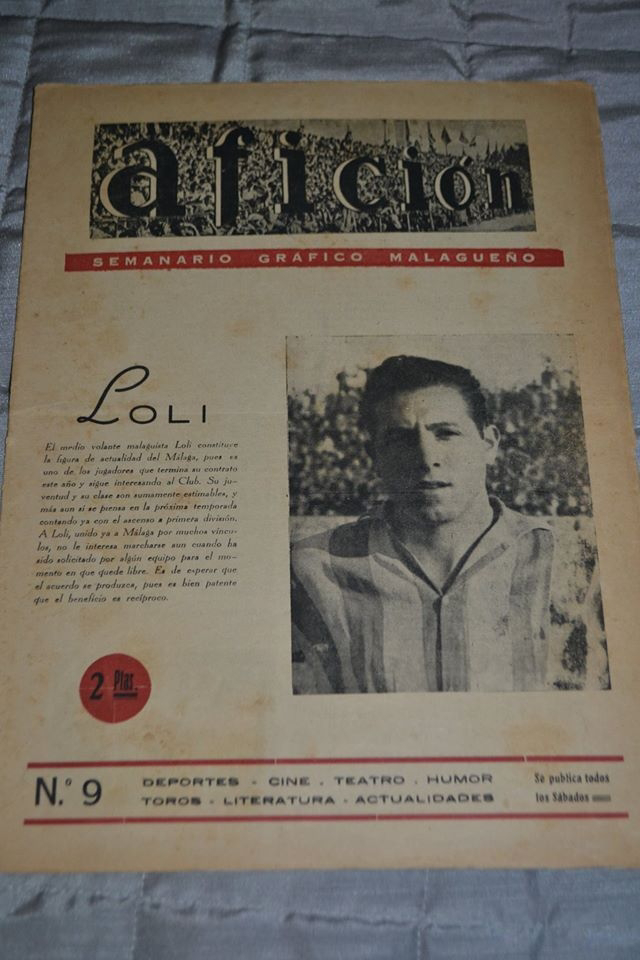 afición
SEMANARIO GRÁFICO MALAGUEÑO
LOLI
El medio volante malaguista Loli constituye
la figura de actualidad del Málaga, pues es
uno de los jugadores que termina su contrato
este año y sigue interesando al Club. Su ju-
ventud y su clase son sumamente estimables, y
más aun si se piensa en la próxima temporada
contando ya con el ascenso a primera división.
A Loli, unido ya a Málaga por muchos víncu-
los, no le interesa marcharse aun cuando ha
sido solicitado por algún equipo para el mo-
mento en que quede libre. Es de esperar que
el acuerdo se produzca, pues es bien patente
que el beneficio es recíproco.
2 Ptas.
N.º 9
DEPORTES - CINE . TEATRO . HUMOR
TOROS - LITERATURA - ACTUALIDADES
Se publica todos
los Sábados